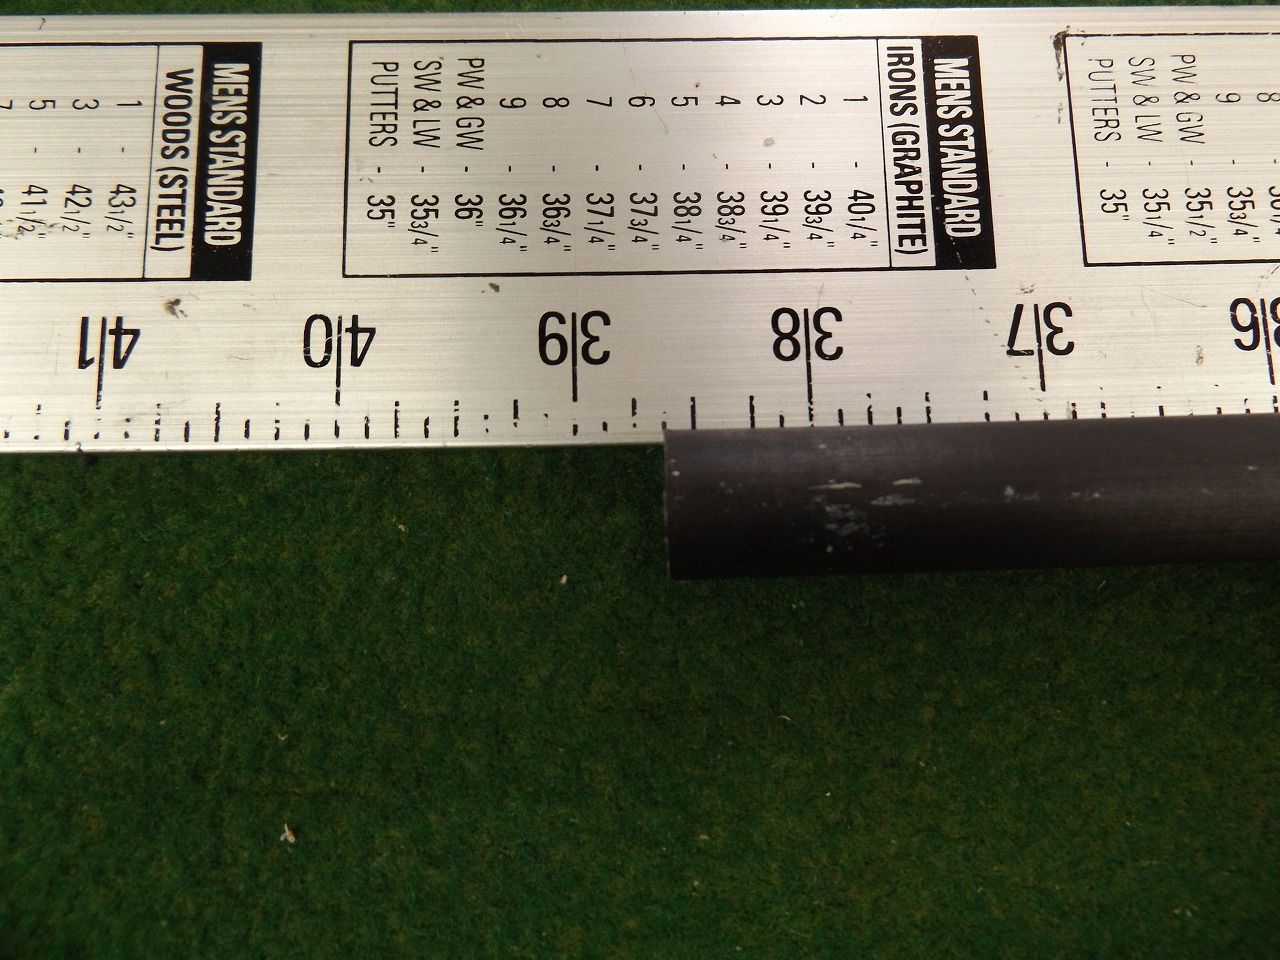 MENS STANDARD
WOODS (STEEL)
1 - 43 1/2"
3 - 42 1/2"
5 - 41 1/2"
7
MENS STANDARD
IRONS (GRAPHITE)
1 - 40 1/4"
2 - 39 3/4"
3 - 39 1/4"
4 - 38 3/4"
5 - 38 1/4"
6 - 37 3/4"
7 - 37 1/4"
8 - 36 3/4"
9 - 36 1/4"
PW & GW - 36"
SW & LW - 35 3/4"
PUTTERS - 35"
8
9 - 35 3/4"
PW & GW - 35 1/2"
SW & LW - 35 1/4"
PUTTERS - 35"
41 40 39 38 37 36